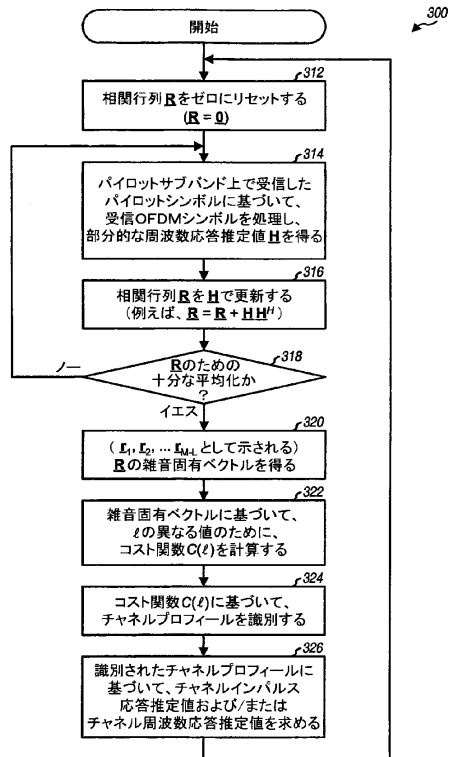 300
開始
312
相関行列Rをゼロにリセットする
(R = 0)
314
パイロットサブバンド上で受信した
パイロットシンボルに基づいて、
受信OFDMシンボルを処理し、
部分的な周波数応答推定値Hを得る
316
相関行列RをHで更新する
(例えば、R = R + HHᴴ)
318
Rのための
十分な平均化か
?
ノー
イエス
320
(r₁, r₂, ... r_M-L として示される)
Rの雑音固有ベクトルを得る
322
雑音固有ベクトルに基づいて、
ℓの異なる値のために、
コスト関数C(ℓ)を計算する
324
コスト関数C(ℓ)に基づいて、
チャネルプロフィールを識別する
326
識別されたチャネルプロフィールに
基づいて、チャネルインパルス
応答推定値および/または
チャネル周波数応答推定値を求める